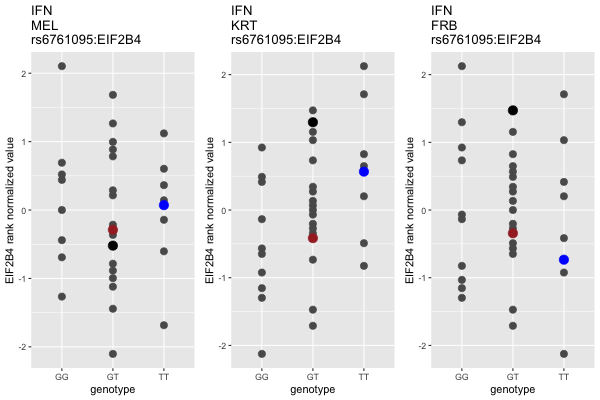 IFN
MEL
rs6761095:EIF2B4
EIF2B4 rank normalized value
2
1
0
-1
-2
GG GT TT
genotype
IFN
KRT
rs6761095:EIF2B4
EIF2B4 rank normalized value
2
1
0
-1
-2
GG GT TT
genotype
IFN
FRB
rs6761095:EIF2B4
EIF2B4 rank normalized value
2
1
0
-1
-2
GG GT TT
genotype